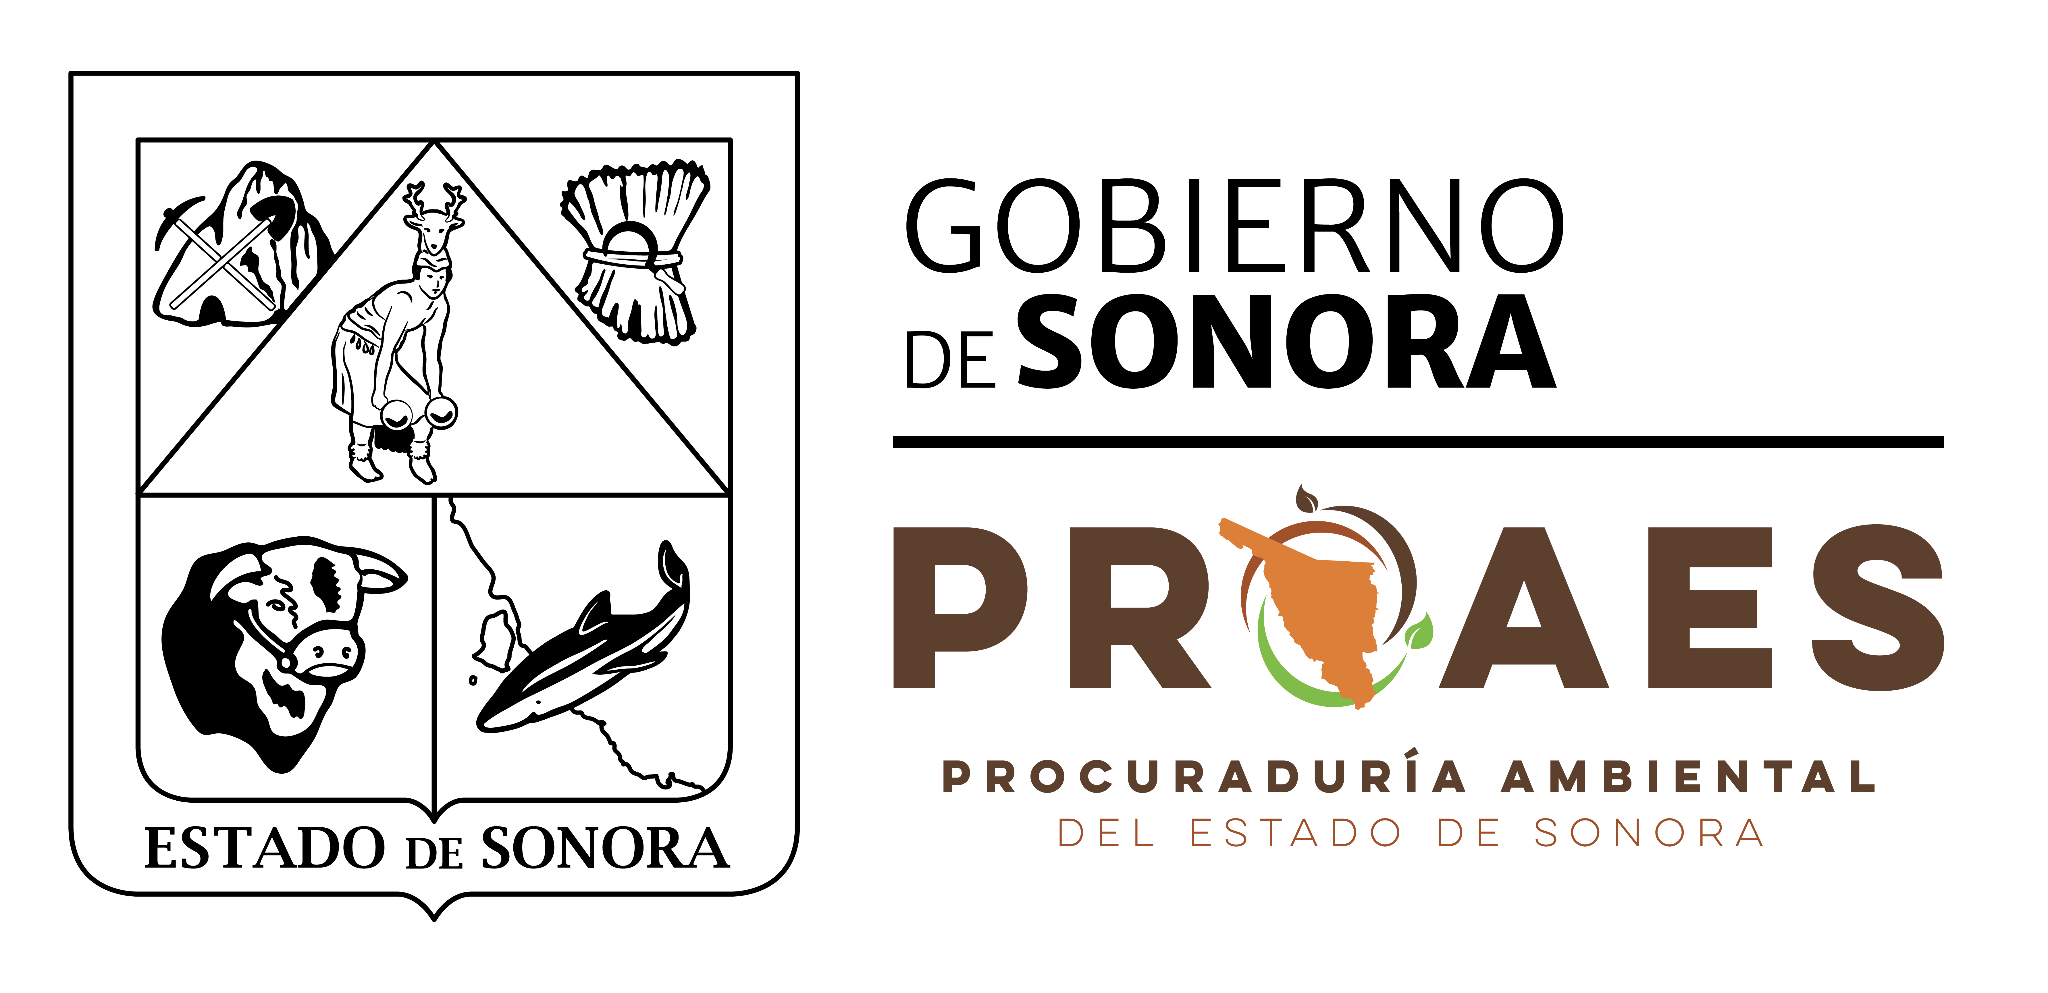 ESTADO DE SONORA
GOBIERNO
DE SONORA
PROAES
PROCURADURÍA AMBIENTAL
DEL ESTADO DE SONORA